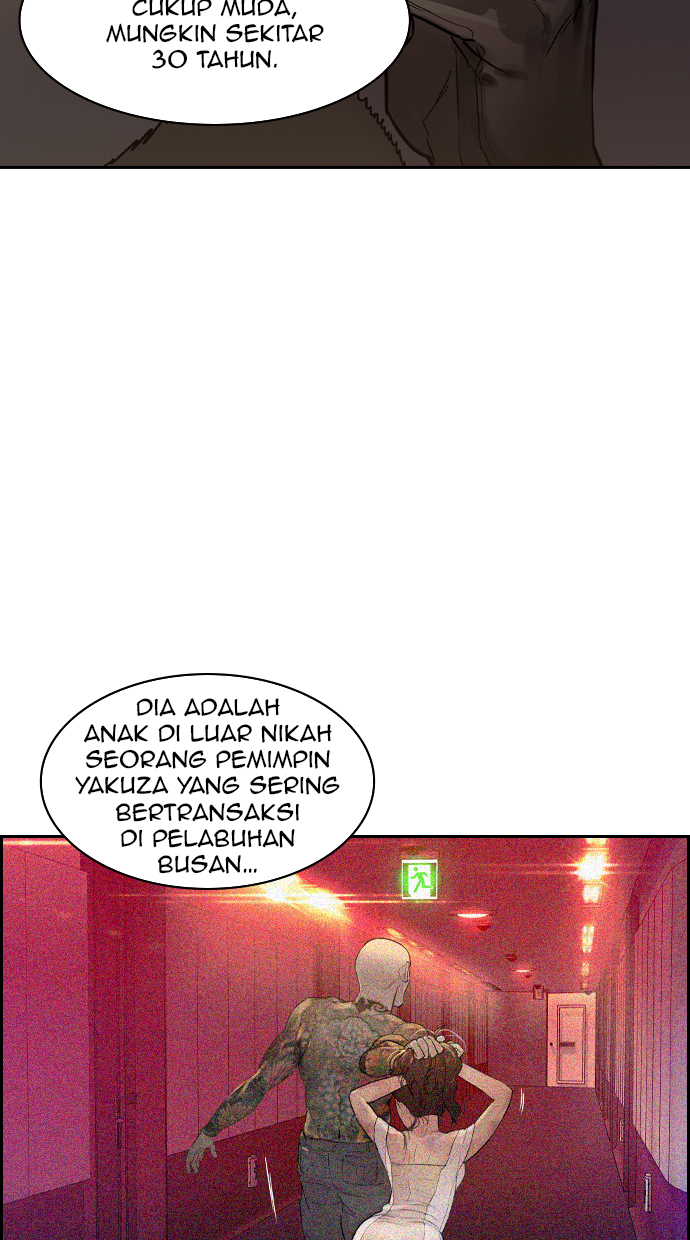 CUKUP MUDA,
MUNGKIN SEKITAR
30 TAHUN.
DIA ADALAH
ANAK DI LUAR NIKAH
SEORANG PEMIMPIN
YAKUZA YANG SERING
BERTRANSAKSI
DI PELABUHAN
BUSAN...